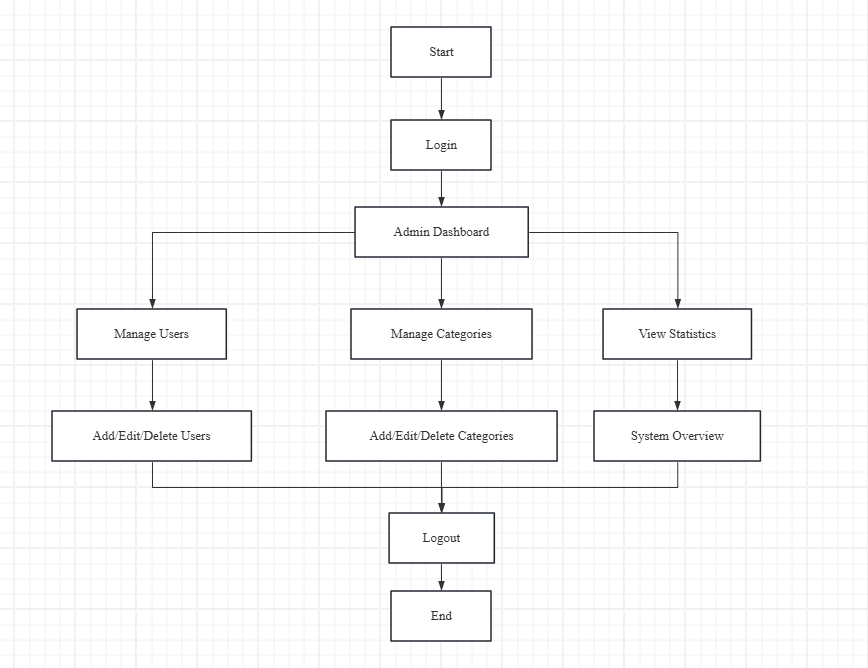 Start
Login
Admin Dashboard
Manage Users
Manage Categories
View Statistics
Add/Edit/Delete Users
Add/Edit/Delete Categories
System Overview
Logout
End